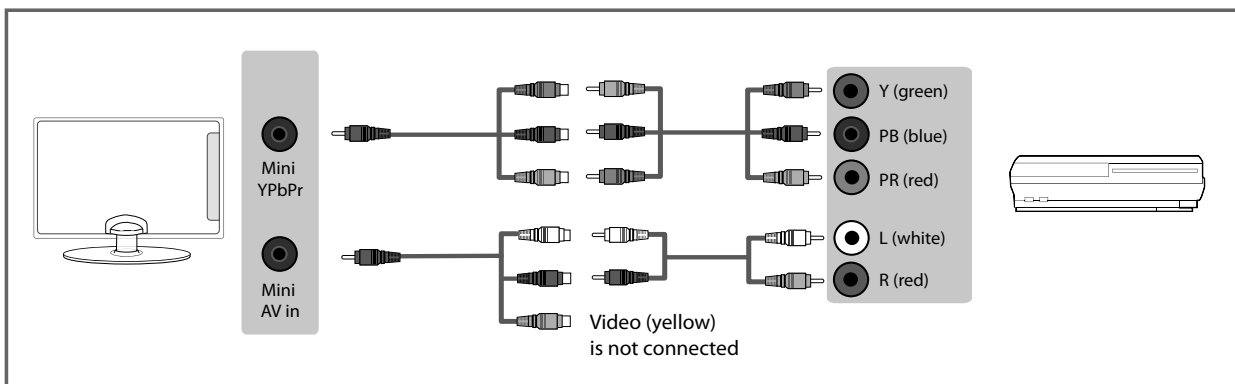 Mini
YPbPr
Mini
AV in
Video (yellow)
is not connected
Y (green)
PB (blue)
PR (red)
L (white)
R (red)